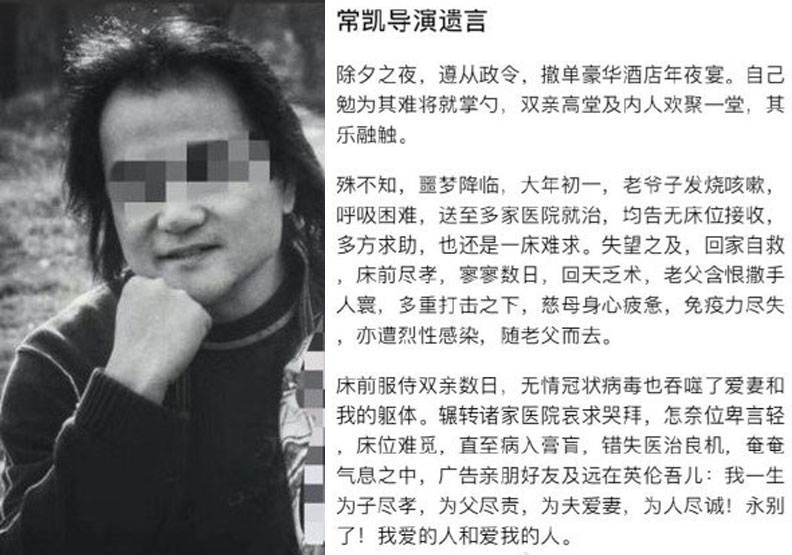 常凯导演遗言
除夕之夜，遵从政令，撤单豪华酒店年夜宴。自己
勉为其难将就掌勺，双亲高堂及内人欢聚一堂，其
乐融触。
殊不知，噩梦降临，大年初一，老爷子发烧咳嗽，
呼吸困难，送至多家医院就治，均告无床位接收，
多方求助，也还是一床难求。失望之及，回家自救
，床前尽孝，寥寥数日，回天乏术，老父含恨撒手
人寰，多重打击之下，慈母身心疲惫，免疫力尽失
，亦遭烈性感染，随老父而去。
床前服侍双亲数日，无情冠状病毒也吞噬了爱妻和
我的躯体。辗转诸家医院哀求哭拜，怎奈位卑言轻
，床位难觅，直至病入膏肓，错失医治良机，奄奄
气息之中，广告亲朋好友及远在英伦吾儿：我一生
为子尽孝，为父尽责，为夫爱妻，为人尽诚！永别
了！我爱的人和爱我的人。